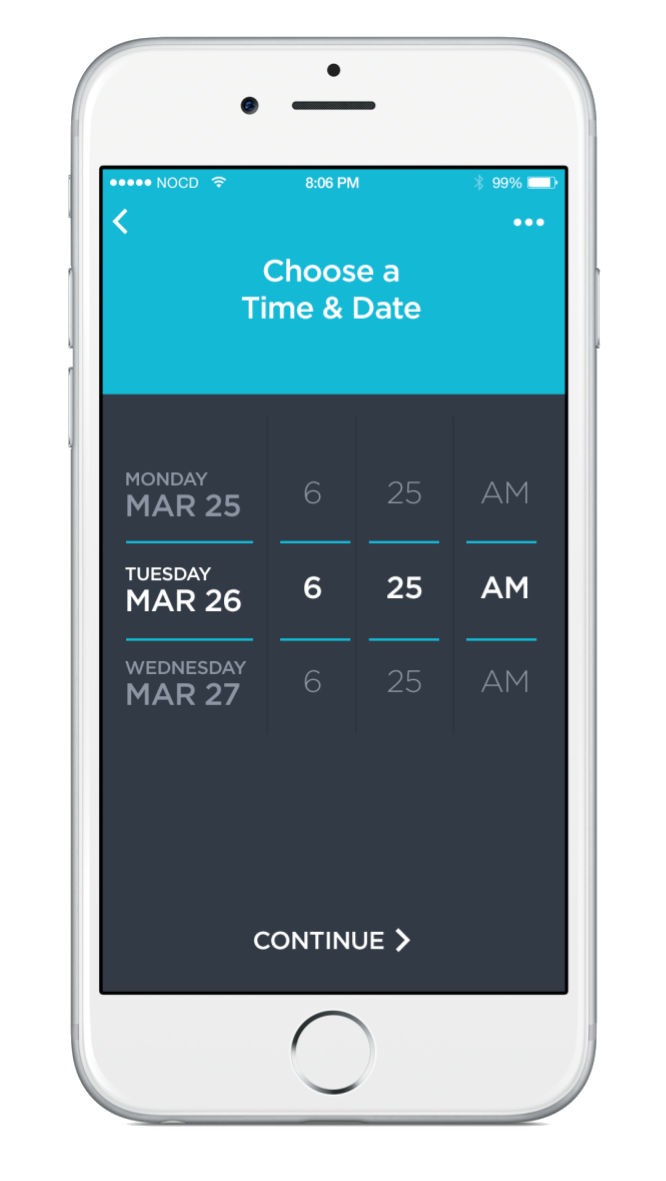 NOCD 8:06 PM 99%
Choose a
Time & Date
MONDAY
MAR 25 6 25 AM
TUESDAY
MAR 26 6 25 AM
WEDNESDAY
MAR 27 6 25 AM
CONTINUE